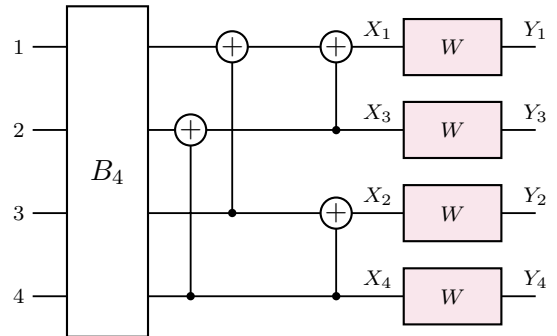 1 X₁ W Y₁
2 X₃ W Y₃
B₄
3 X₂ W Y₂
4 X₄ W Y₄